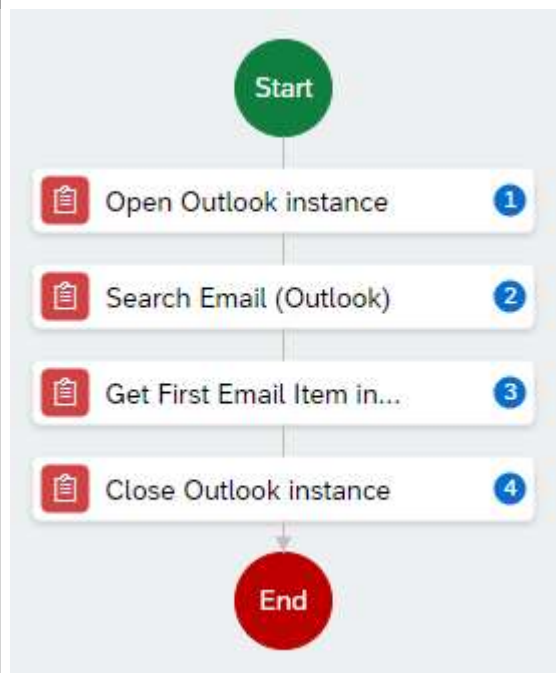 Start
Open Outlook instance 1
Search Email (Outlook) 2
Get First Email Item in... 3
Close Outlook instance 4
End